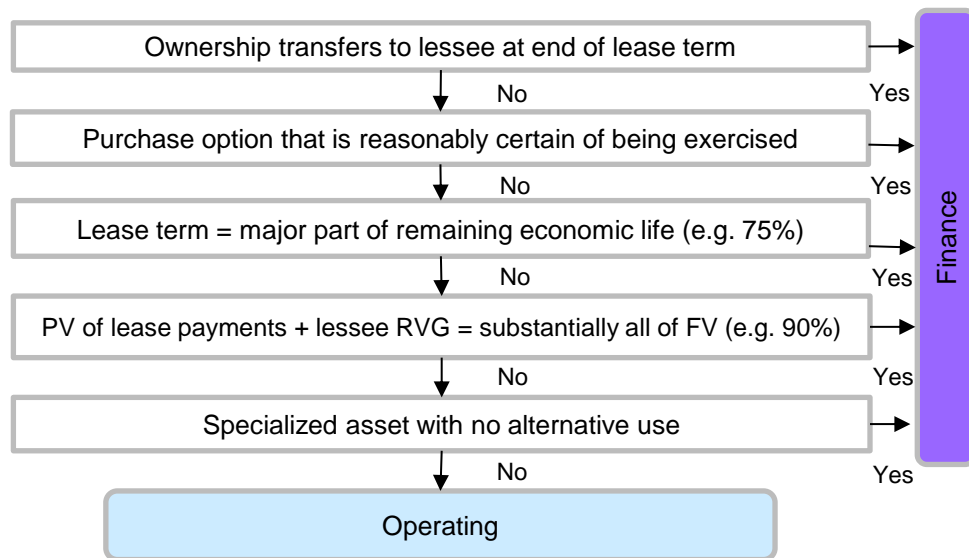 Ownership transfers to lessee at end of lease term
No
Yes
Purchase option that is reasonably certain of being exercised
No
Yes
Lease term = major part of remaining economic life (e.g. 75%)
No
Yes
PV of lease payments + lessee RVG = substantially all of FV (e.g. 90%)
No
Yes
Specialized asset with no alternative use
No
Yes
Operating
Finance